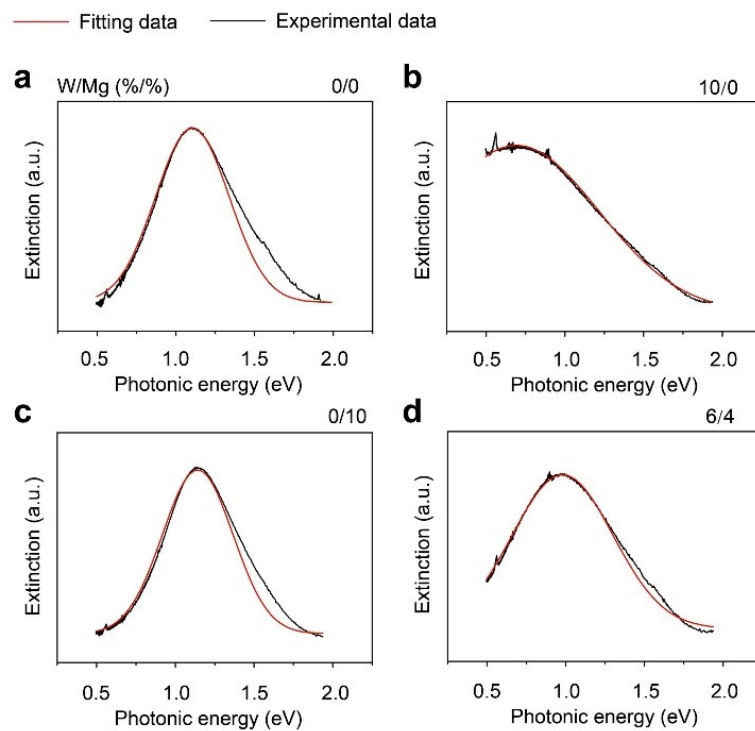 Fitting data Experimental data
a W/Mg (%/%) 0/0
b 10/0
Extinction (a.u.)
0.5 1.0 1.5 2.0
Photonic energy (eV)
Extinction (a.u.)
0.5 1.0 1.5 2.0
Photonic energy (eV)
c 0/10
d 6/4
Extinction (a.u.)
0.5 1.0 1.5 2.0
Photonic energy (eV)
Extinction (a.u.)
0.5 1.0 1.5 2.0
Photonic energy (eV)